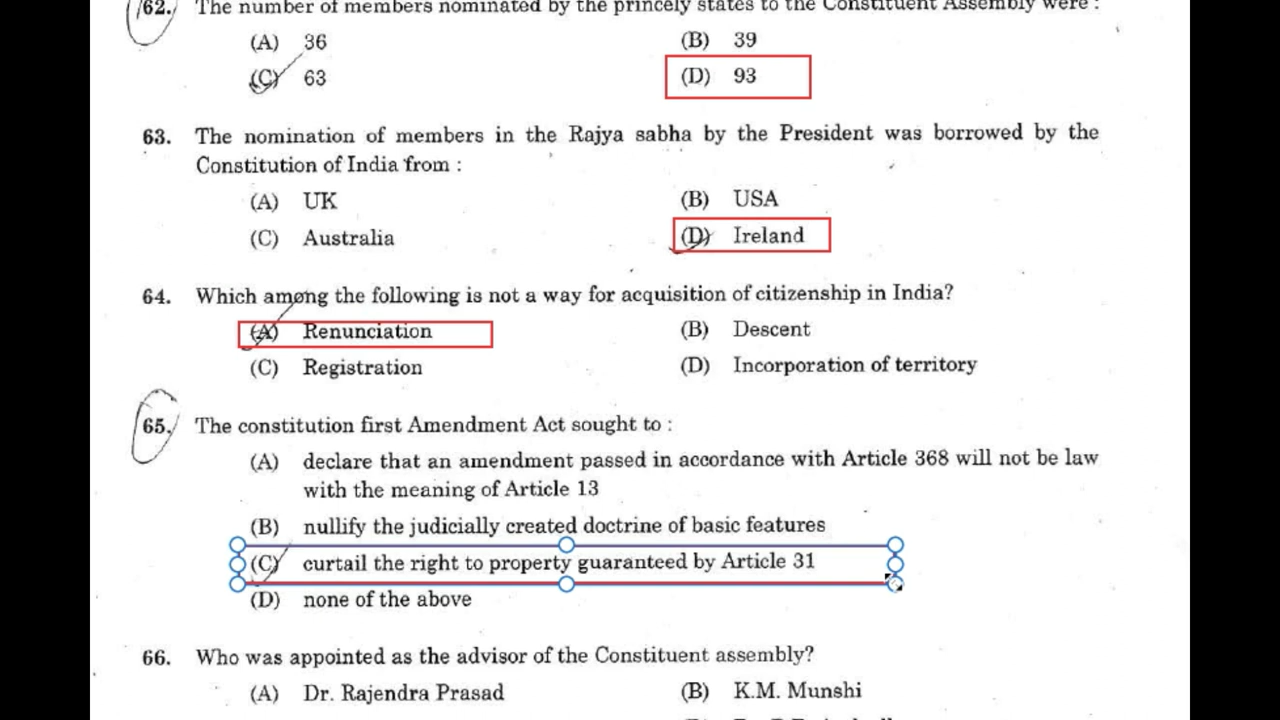 62. The number of members nominated by the princely states to the Constituent Assembly were :
(A) 36 (B) 39
(C) 63 (D) 93
63. The nomination of members in the Rajya sabha by the President was borrowed by the
Constitution of India from :
(A) UK (B) USA
(C) Australia (D) Ireland
64. Which among the following is not a way for acquisition of citizenship in India?
(A) Renunciation (B) Descent
(C) Registration (D) Incorporation of territory
65. The constitution first Amendment Act sought to :
(A) declare that an amendment passed in accordance with Article 368 will not be law
with the meaning of Article 13
(B) nullify the judicially created doctrine of basic features
(C) curtail the right to property guaranteed by Article 31
(D) none of the above
66. Who was appointed as the advisor of the Constituent assembly?
(A) Dr. Rajendra Prasad (B) K.M. Munshi